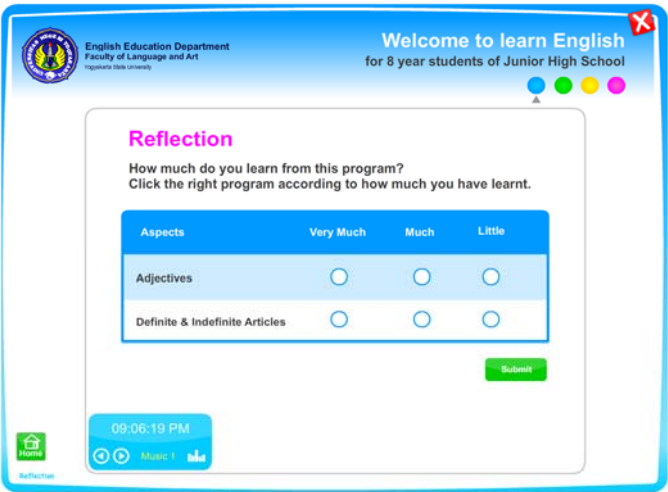 English Education Department
Faculty of Language and Art
Yogyakarta State University
Welcome to learn English
for 8 year students of Junior High School
X
Reflection
How much do you learn from this program?
Click the right program according to how much you have learnt.
Aspects Very Much Much Little
Adjectives
Definite & Indefinite Articles
Submit
09:06:19 PM
Music 1
Home
Reflection